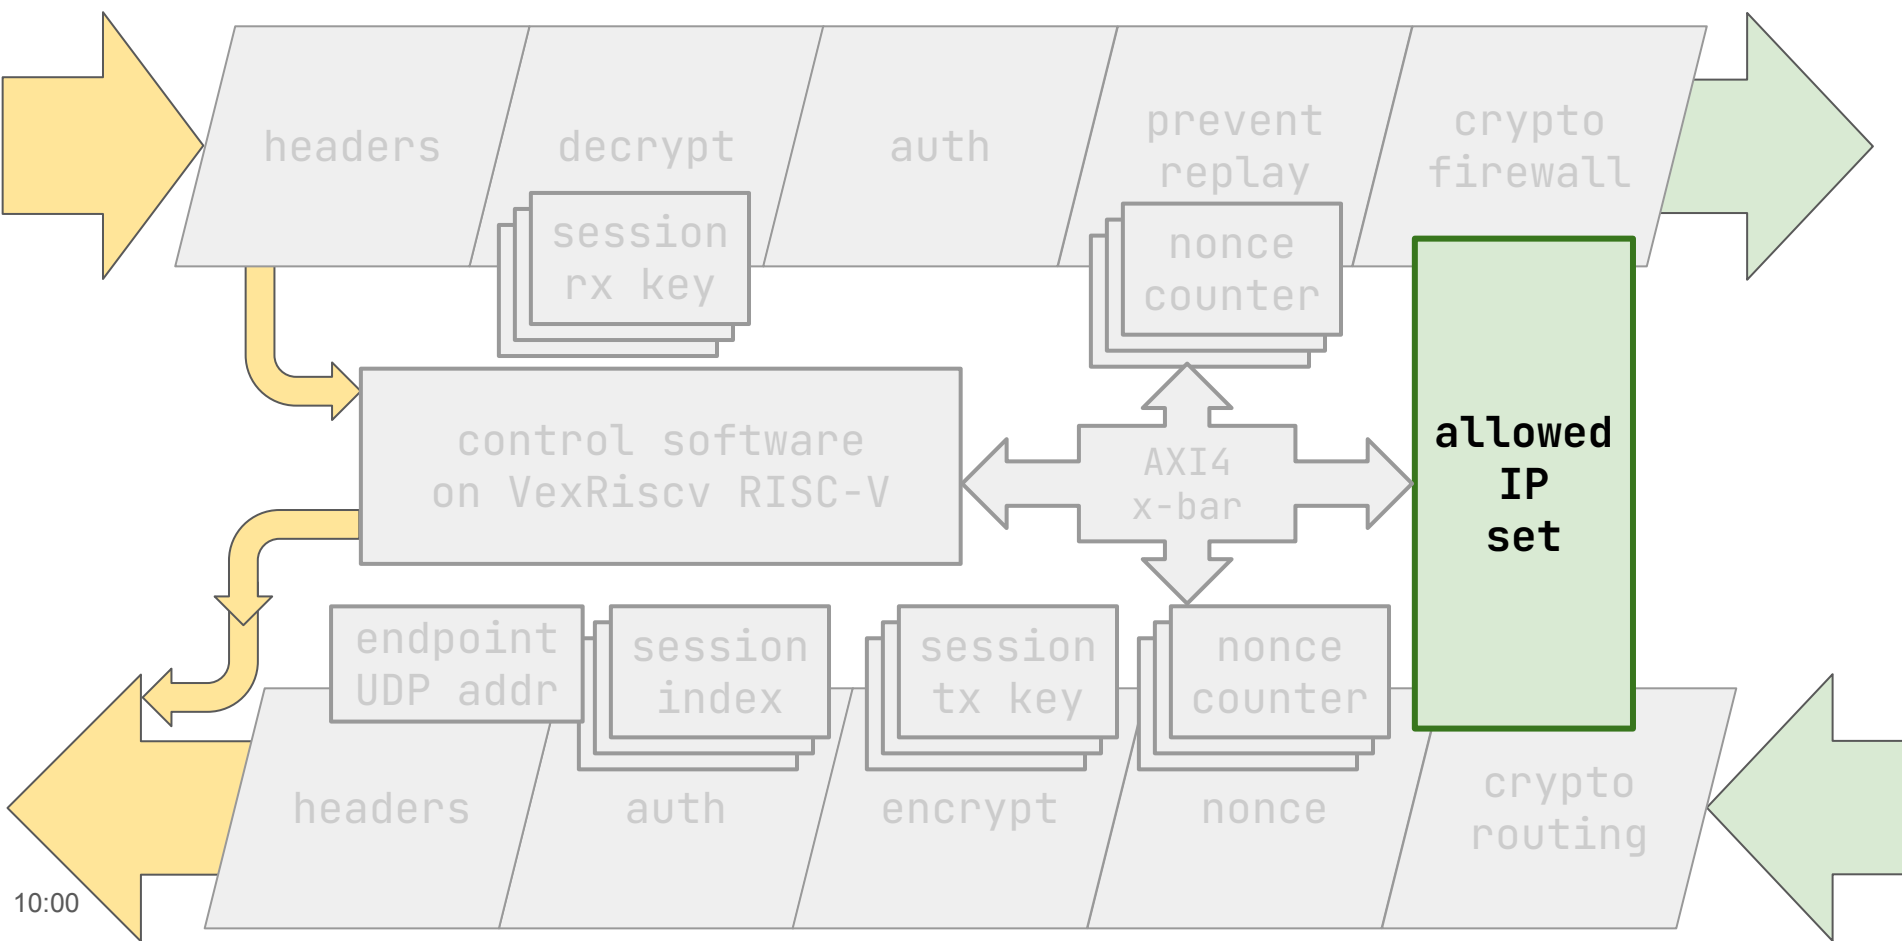 headers
decrypt
auth
prevent
replay
crypto
firewall
session
rx key
nonce
counter
control software
on VexRiscv RISC-V
AXI4
x-bar
allowed
IP
set
endpoint
UDP addr
session
index
session
tx key
nonce
counter
headers
auth
encrypt
nonce
crypto
routing
10:00